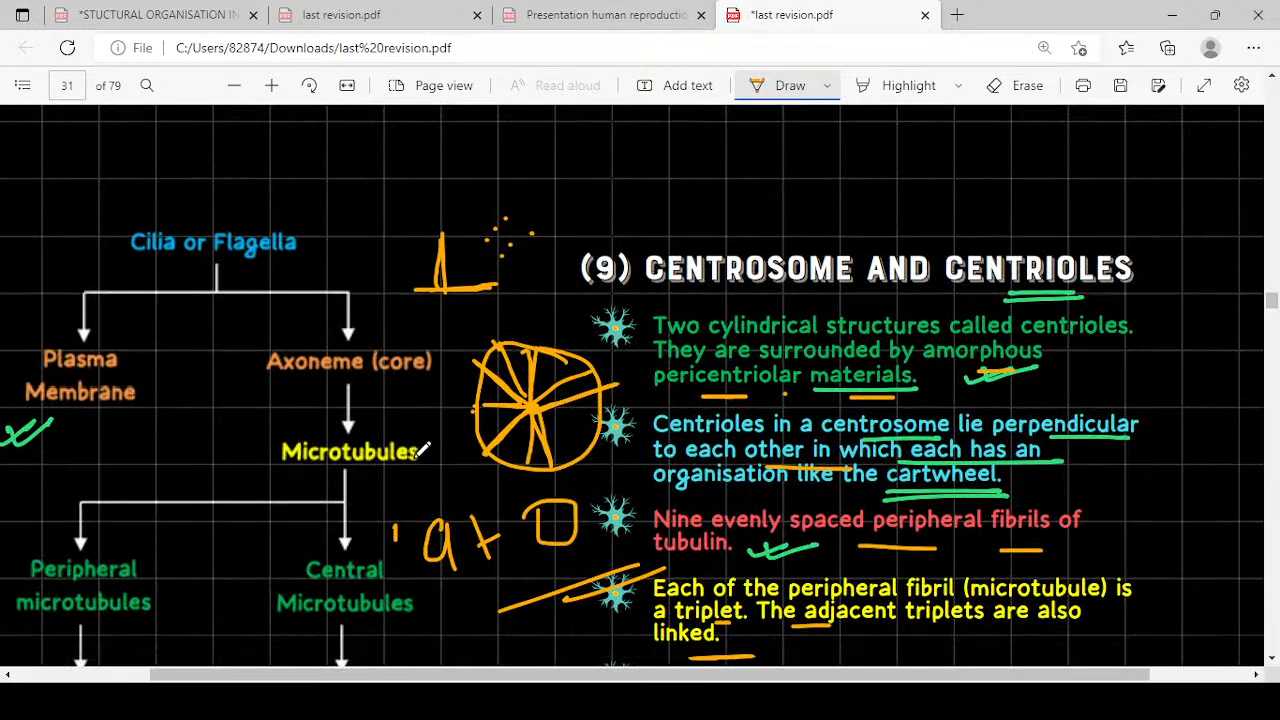 *STUCTURAL ORGANISATION IN
last revision.pdf
Presentation human reproductio
*last revision.pdf
File
C:/Users/82874/Downloads/last%20revision.pdf
31
of 79
Page view
Read aloud
Add text
Draw
Highlight
Erase
Cilia or Flagella
Plasma
Membrane
Axoneme (core)
Microtubules
Peripheral
microtubules
Central
Microtubules
9+0
(9) CENTROSOME AND CENTRIOLES
Two cylindrical structures called centrioles.
They are surrounded by amorphous
pericentriolar materials.
Centrioles in a centrosome lie perpendicular
to each other in which each has an
organisation like the cartwheel.
Nine evenly spaced peripheral fibrils of
tubulin.
Each of the peripheral fibril (microtubule) is
a triplet. The adjacent triplets are also
linked.